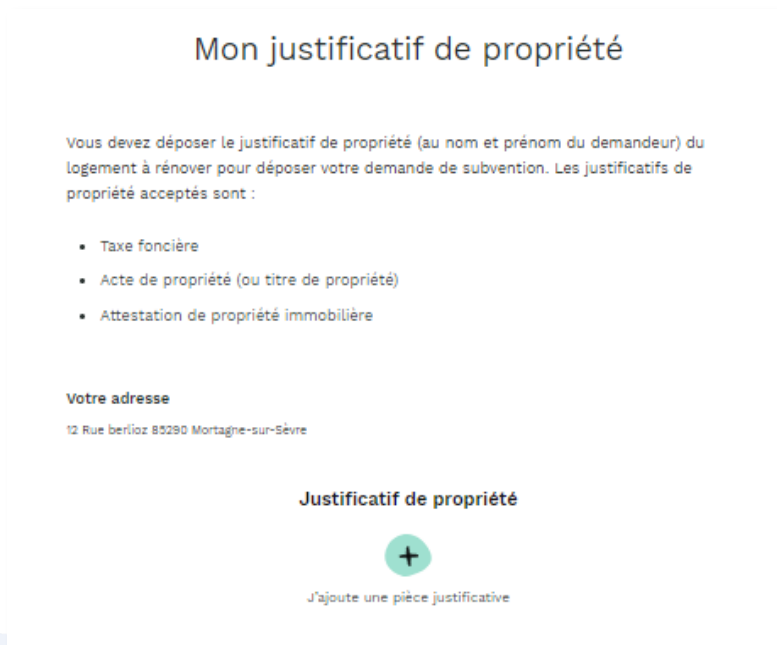 Mon justificatif de propriété
Vous devez déposer le justificatif de propriété (au nom et prénom du demandeur) du
logement à rénover pour déposer votre demande de subvention. Les justificatifs de
propriété acceptés sont :
• Taxe foncière
• Acte de propriété (ou titre de propriété)
• Attestation de propriété immobilière
Votre adresse
12 Rue berlioz 85290 Mortagne-sur-Sèvre
Justificatif de propriété
J'ajoute une pièce justificative